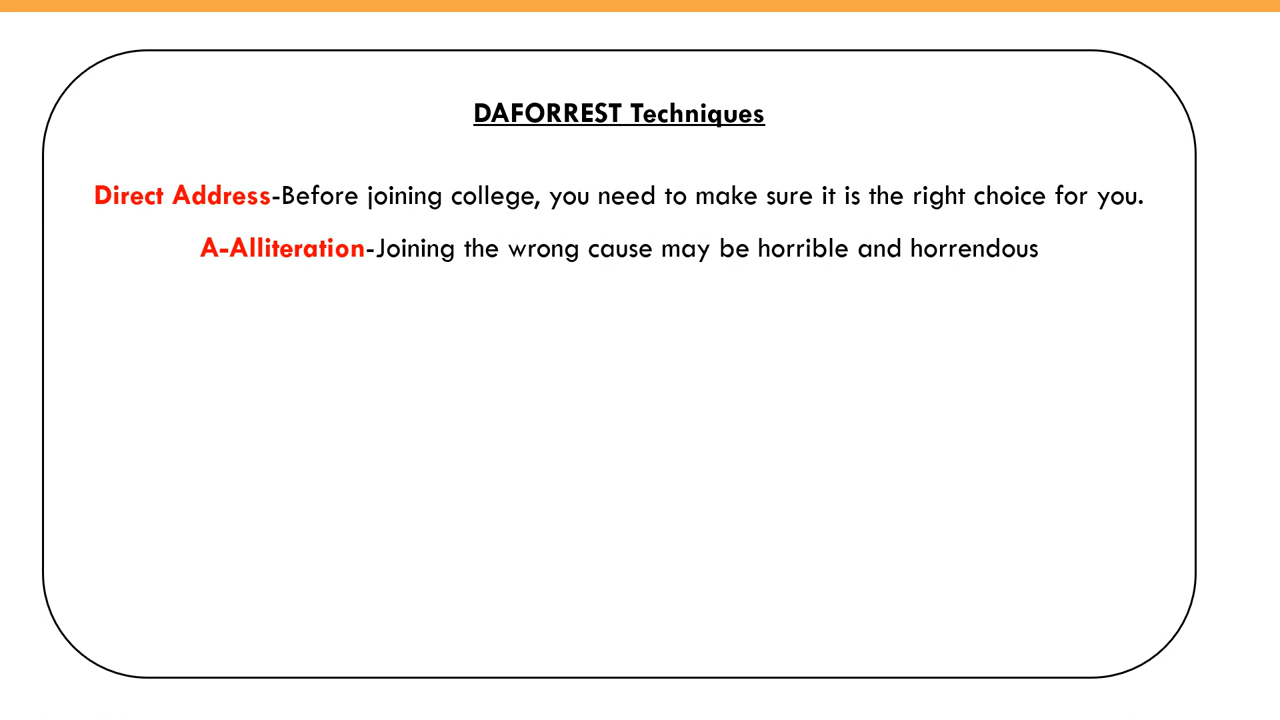 DAFORREST Techniques
Direct Address-Before joining college, you need to make sure it is the right choice for you.
A-Alliteration-Joining the wrong cause may be horrible and horrendous